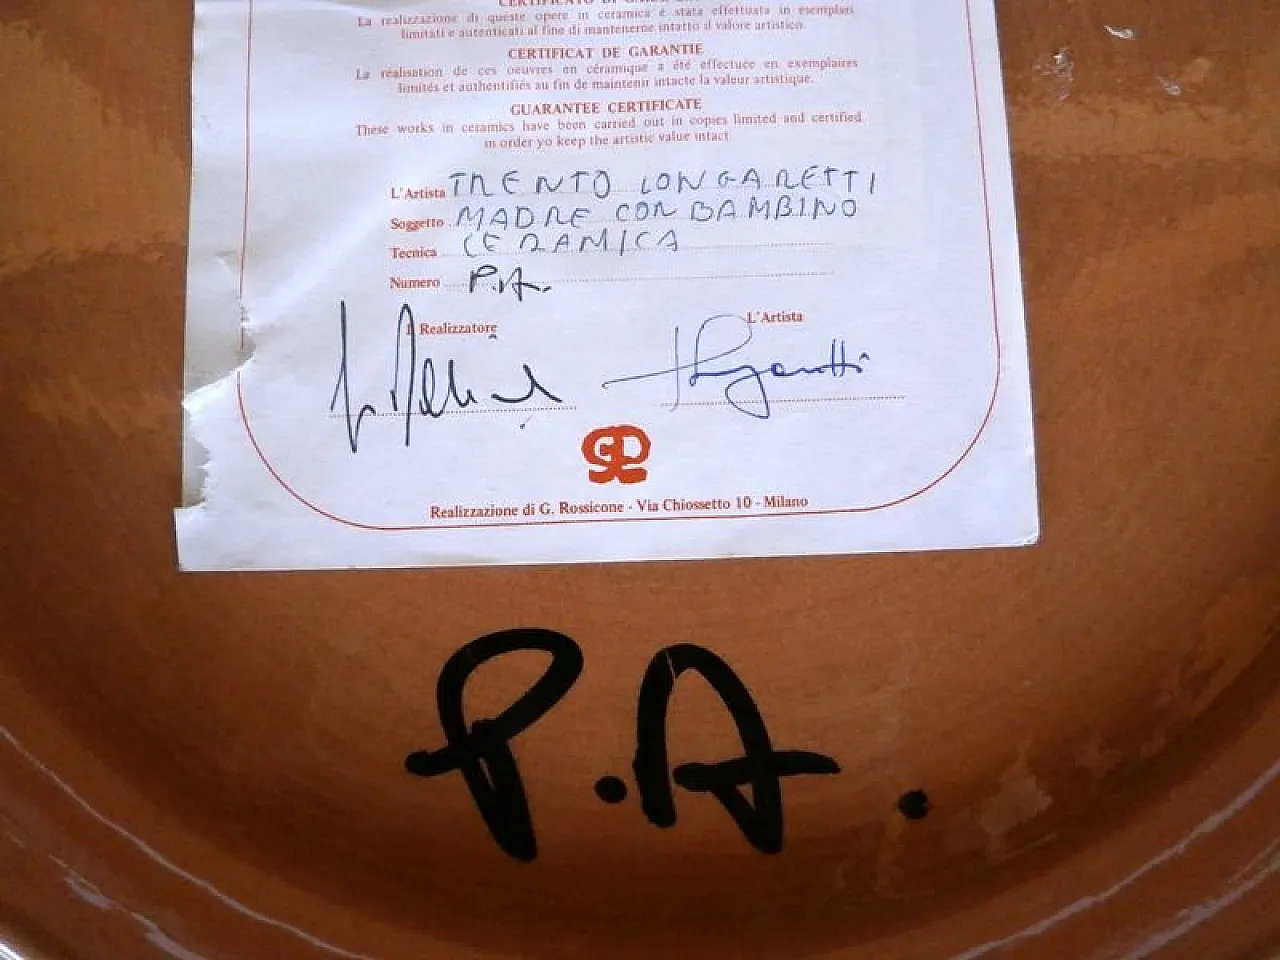 La realizzazione di queste opere in ceramica è stata effettuata in esemplari
limitati e autenticati al fine di mantenerne intatto il valore artistico.
CERTIFICAT DE GARANTIE
La réalisation de ces oeuvres en céramique a été effectuée en exemplaires
limités et authentifiés au fin de maintenir intacte la valeur artistique.
GUARANTEE CERTIFICATE
These works in ceramics have been carried out in copies limited and certified
in order yo keep the artistic value intact
L'Artista TRENTO LONGARETTI
Soggetto MADRE CON BAMBINO
Tecnica CERAMICA
Numero P.A.
Il Realizzatore L'Artista
Realizzazione di G. Rossicone - Via Chiossetto 10 - Milano
P.A.